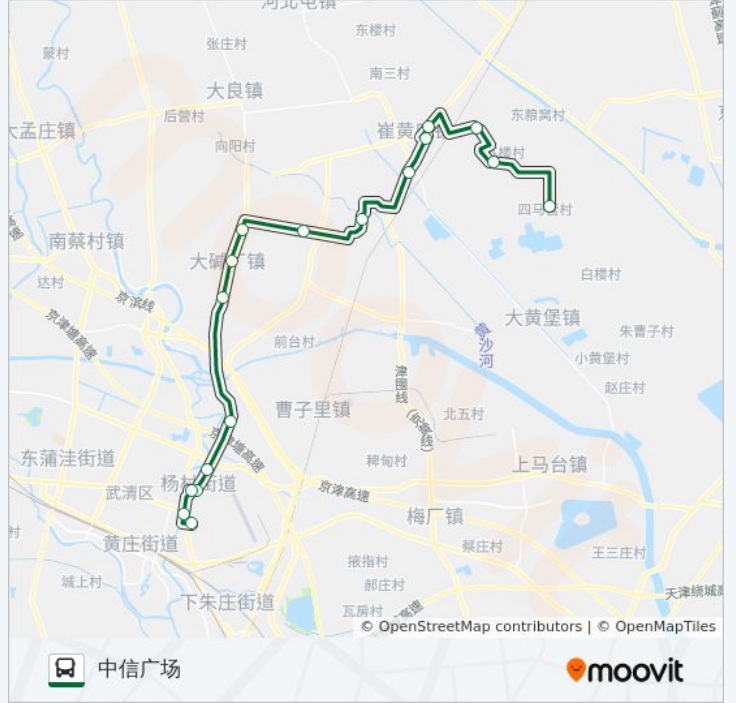 河北屯镇
东楼村
张庄村
蒙村
南三村
大良镇
后营村
东粮窝村
大孟庄镇
崔黄
向阳村
楼村
四马
村
南蔡村镇
大碱厂镇
达村
白楼村
京沪线
京津塘高速
大黄堡镇
黄沙河
朱曹子村
前台村
小黄堡村
赵庄村
津围线
曹子里镇
北五村
东蒲洼街道
稗甸村
上马台镇
杨村街道
武清区
京津高速
梅厂镇
黄庄街道
蔡庄村
王三庄村
掖指村
城上村
郝庄村
下朱庄街道
瓦房村
© OpenStreetMap contributors | © OpenMapTiles
中信广场
moovit